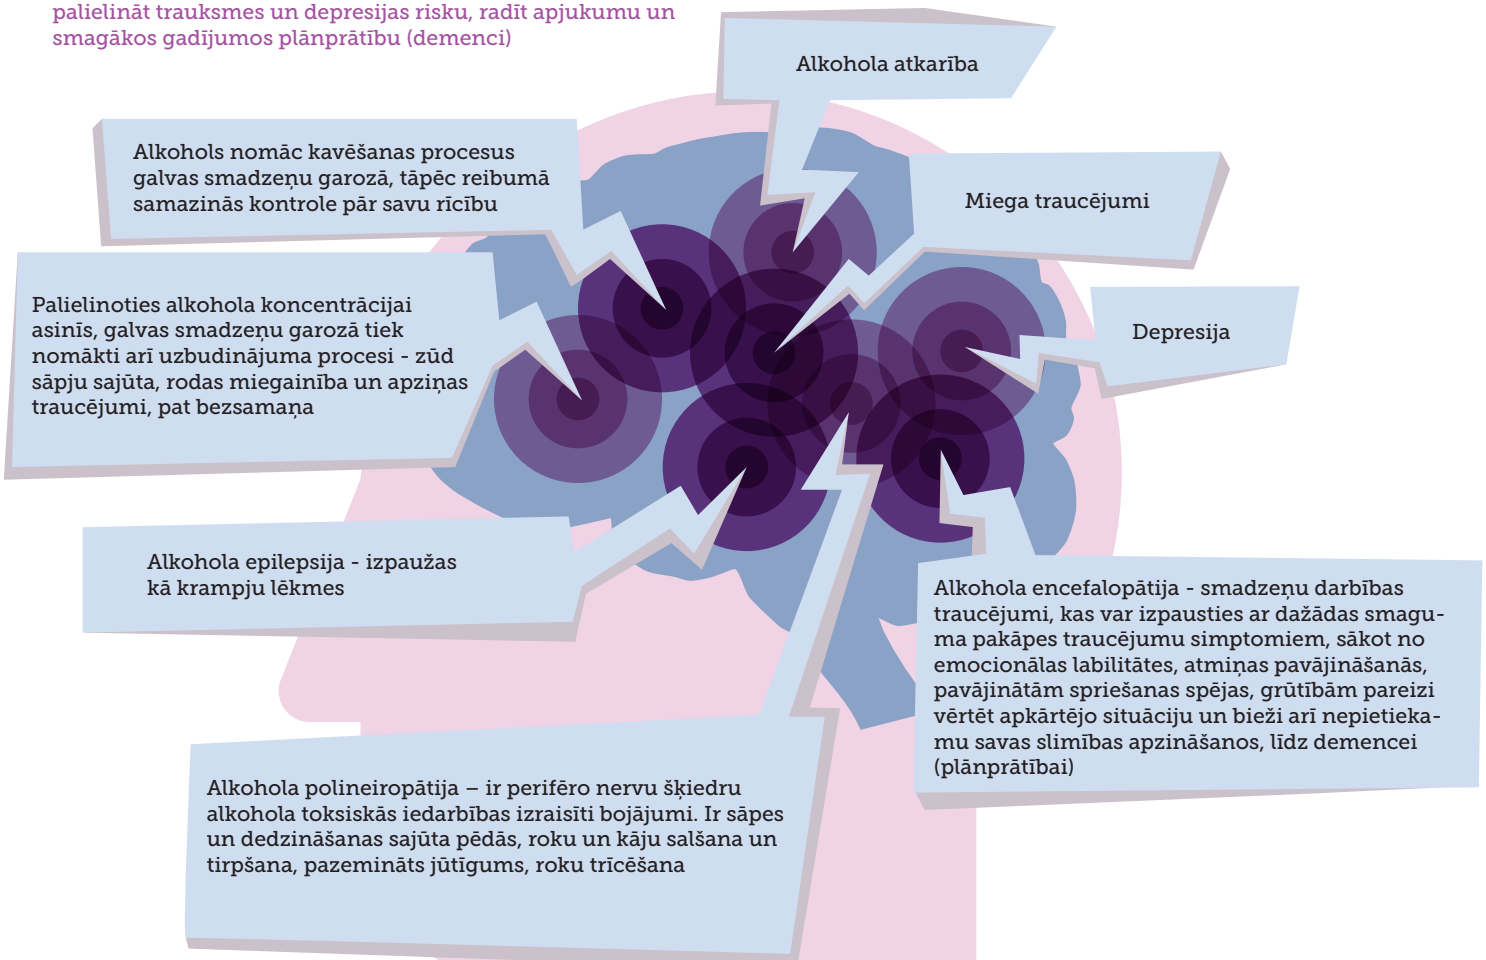 palielināt trauksmes un depresijas risku, radīt apjukumu un
smagākos gadījumos plānprātību (demenci)
Alkohola atkarība
Alkohols nomāc kavēšanas procesus
galvas smadzeņu garozā, tāpēc reibumā
samazinās kontrole pār savu rīcību
Miega traucējumi
Palielinoties alkohola koncentrācijai
asinīs, galvas smadzeņu garozā tiek
nomākti arī uzbudinājuma procesi - zūd
sāpju sajūta, rodas miegainība un apziņas
traucējumi, pat bezsamaņa
Depresija
Alkohola epilepsija - izpaužas
kā krampju lēkmes
Alkohola encefalopātija - smadzeņu darbības
traucējumi, kas var izpausties ar dažādas smagu-
ma pakāpes traucējumu simptomiem, sākot no
emocionālas labilitātes, atmiņas pavājināšanās,
pavājinātām spriešanas spējas, grūtībām pareizi
vērtēt apkārtējo situāciju un bieži arī nepietieka-
mu savas slimības apzināšanos, līdz demencei
(plānprātībai)
Alkohola polineiropātija – ir perifēro nervu šķiedru
alkohola toksiskās iedarbības izraisīti bojājumi. Ir sāpes
un dedzināšanas sajūta pēdās, roku un kāju salšana un
tirpšana, pazemināts jūtīgums, roku trīcēšana